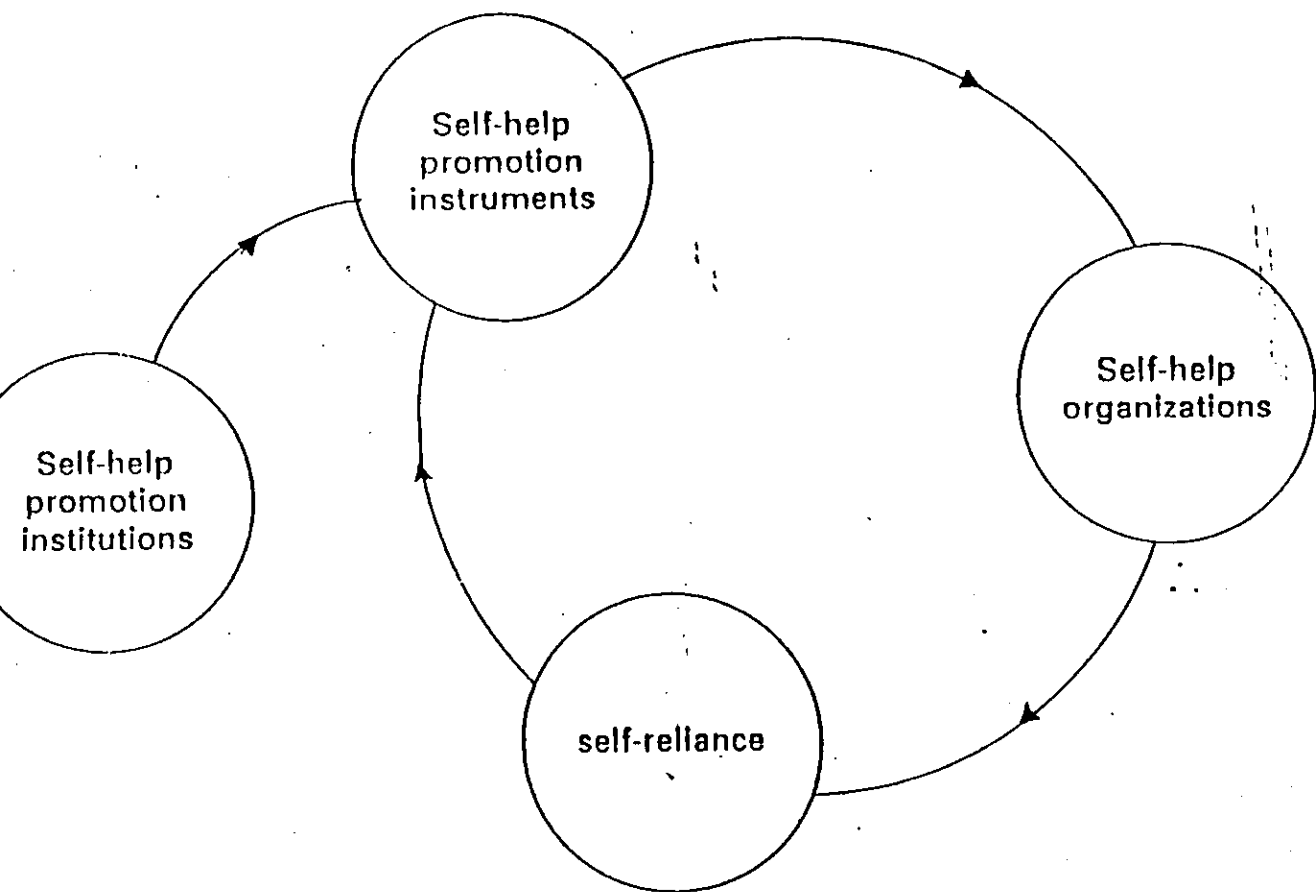 Self-help
promotion
instruments
Self-help
organizations
Self-help
promotion
institutions
self-reliance